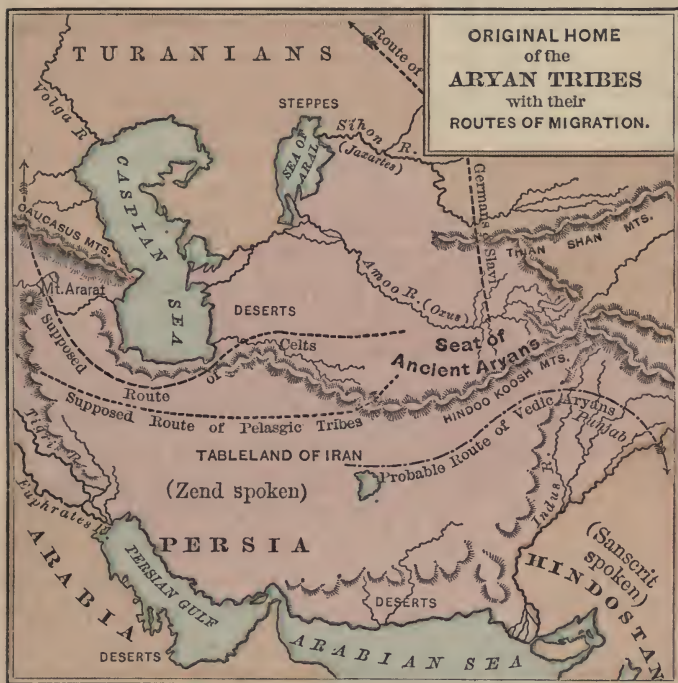 ORIGINAL HOME
of the
ARYAN TRIBES
with their
ROUTES OF MIGRATION.
TURANIANS
Route of
Volga R.
STEPPES
SEA OF ARAL
Sihon R.
(Jaxartes)
CASPIAN SEA
Germans Slavi
CAUCASUS MTS.
THIAN SHAN MTS.
Mt. Ararat
Amoo R. (Oxus)
DESERTS
Seat of
Ancient Aryans
Supposed Route of Celts
HINDOO KOOSH MTS.
Supposed Route of Pelasgic Tribes
Probable Route of Vedic Aryans
Punjab
Tigris R.
TABLELAND OF IRAN
(Zend spoken)
Euphrates R.
Indus R.
PERSIA
(Sanscrit
spoken)
HINDOSTAN
ARABIA
PERSIAN GULF
DESERTS
DESERTS
ARABIAN SEA